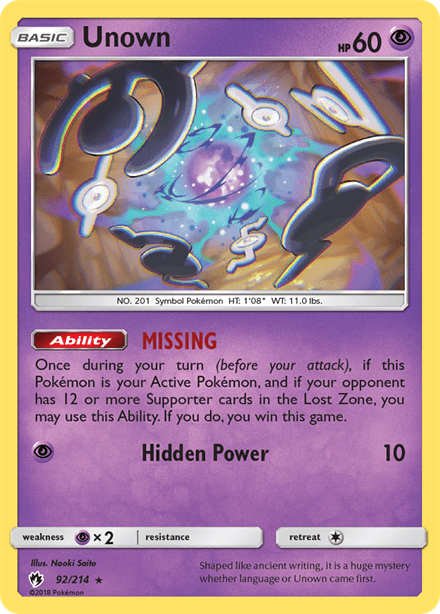 BASIC Unown HP60
NO. 201 Symbol Pokémon HT: 1'08" WT: 11.0 lbs.
Ability MISSING
Once during your turn (before your attack), if this
Pokémon is your Active Pokémon, and if your opponent
has 12 or more Supporter cards in the Lost Zone, you
may use this Ability. If you do, you win this game.
Hidden Power 10
weakness ×2 resistance retreat
Illus. Naoki Saito
92/214 ★
©2018 Pokémon
Shaped like ancient writing, it is a huge mystery
whether language or Unown came first.